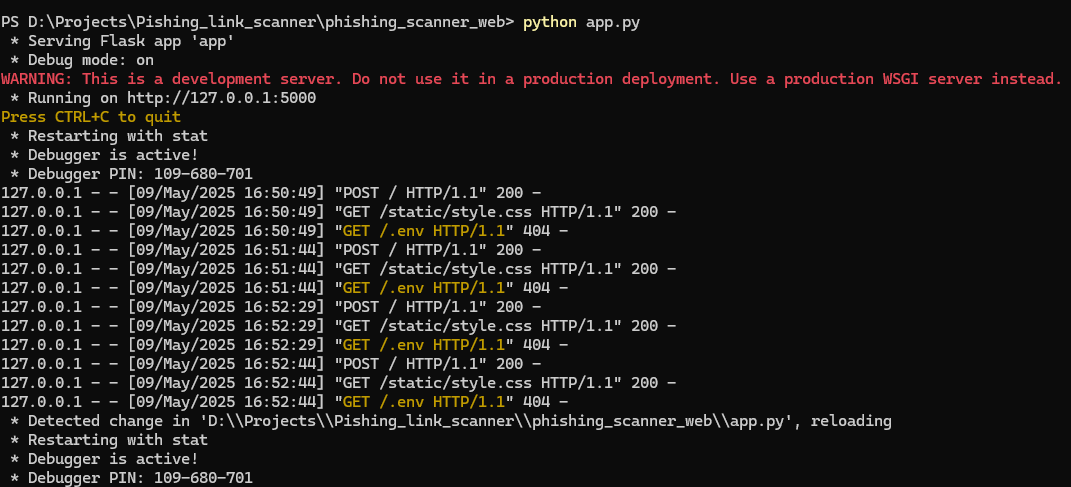 PS D:\Projects\Pishing_link_scanner\phishing_scanner_web> python app.py
 * Serving Flask app 'app'
 * Debug mode: on
WARNING: This is a development server. Do not use it in a production deployment. Use a production WSGI server instead.
 * Running on http://127.0.0.1:5000
Press CTRL+C to quit
 * Restarting with stat
 * Debugger is active!
 * Debugger PIN: 109-680-701
127.0.0.1 - - [09/May/2025 16:50:49] "POST / HTTP/1.1" 200 -
127.0.0.1 - - [09/May/2025 16:50:49] "GET /static/style.css HTTP/1.1" 200 -
127.0.0.1 - - [09/May/2025 16:50:49] "GET /.env HTTP/1.1" 404 -
127.0.0.1 - - [09/May/2025 16:51:44] "POST / HTTP/1.1" 200 -
127.0.0.1 - - [09/May/2025 16:51:44] "GET /static/style.css HTTP/1.1" 200 -
127.0.0.1 - - [09/May/2025 16:51:44] "GET /.env HTTP/1.1" 404 -
127.0.0.1 - - [09/May/2025 16:52:29] "POST / HTTP/1.1" 200 -
127.0.0.1 - - [09/May/2025 16:52:29] "GET /static/style.css HTTP/1.1" 200 -
127.0.0.1 - - [09/May/2025 16:52:29] "GET /.env HTTP/1.1" 404 -
127.0.0.1 - - [09/May/2025 16:52:44] "POST / HTTP/1.1" 200 -
127.0.0.1 - - [09/May/2025 16:52:44] "GET /static/style.css HTTP/1.1" 200 -
127.0.0.1 - - [09/May/2025 16:52:44] "GET /.env HTTP/1.1" 404 -
 * Detected change in 'D:\\Projects\\Pishing_link_scanner\\phishing_scanner_web\\app.py', reloading
 * Restarting with stat
 * Debugger is active!
 * Debugger PIN: 109-680-701